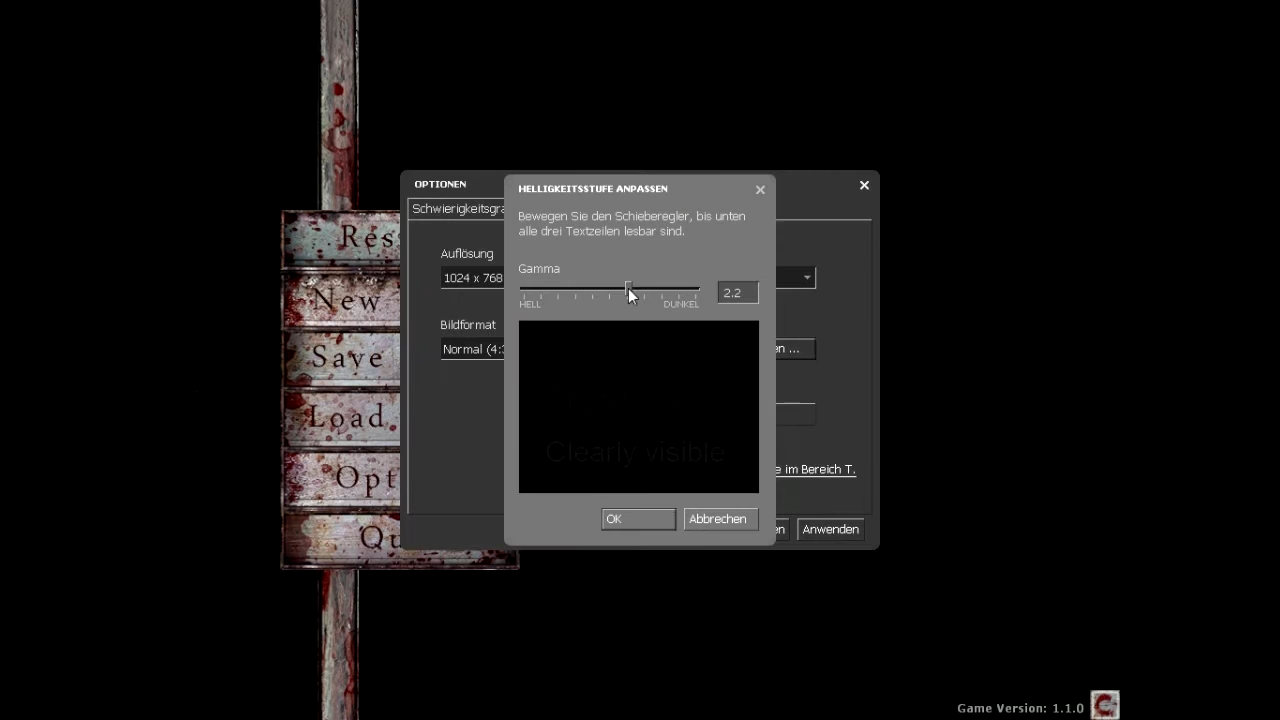 OPTIONEN
Schwierigkeitsgra
HELLIGKEITSSTUFE ANPASSEN
Bewegen Sie den Schieberegler, bis unten
alle drei Textzeilen lesbar sind.
Gamma
2.2
HELL
DUNKEL
Clearly visible
OK
Abbrechen
Auflösung
1024 x 768
Bildformat
Normal (4:3
en ...
e im Bereich T.
en
Anwenden
Res
New
Save
Load
Opt
Qu
Game Version: 1.1.0